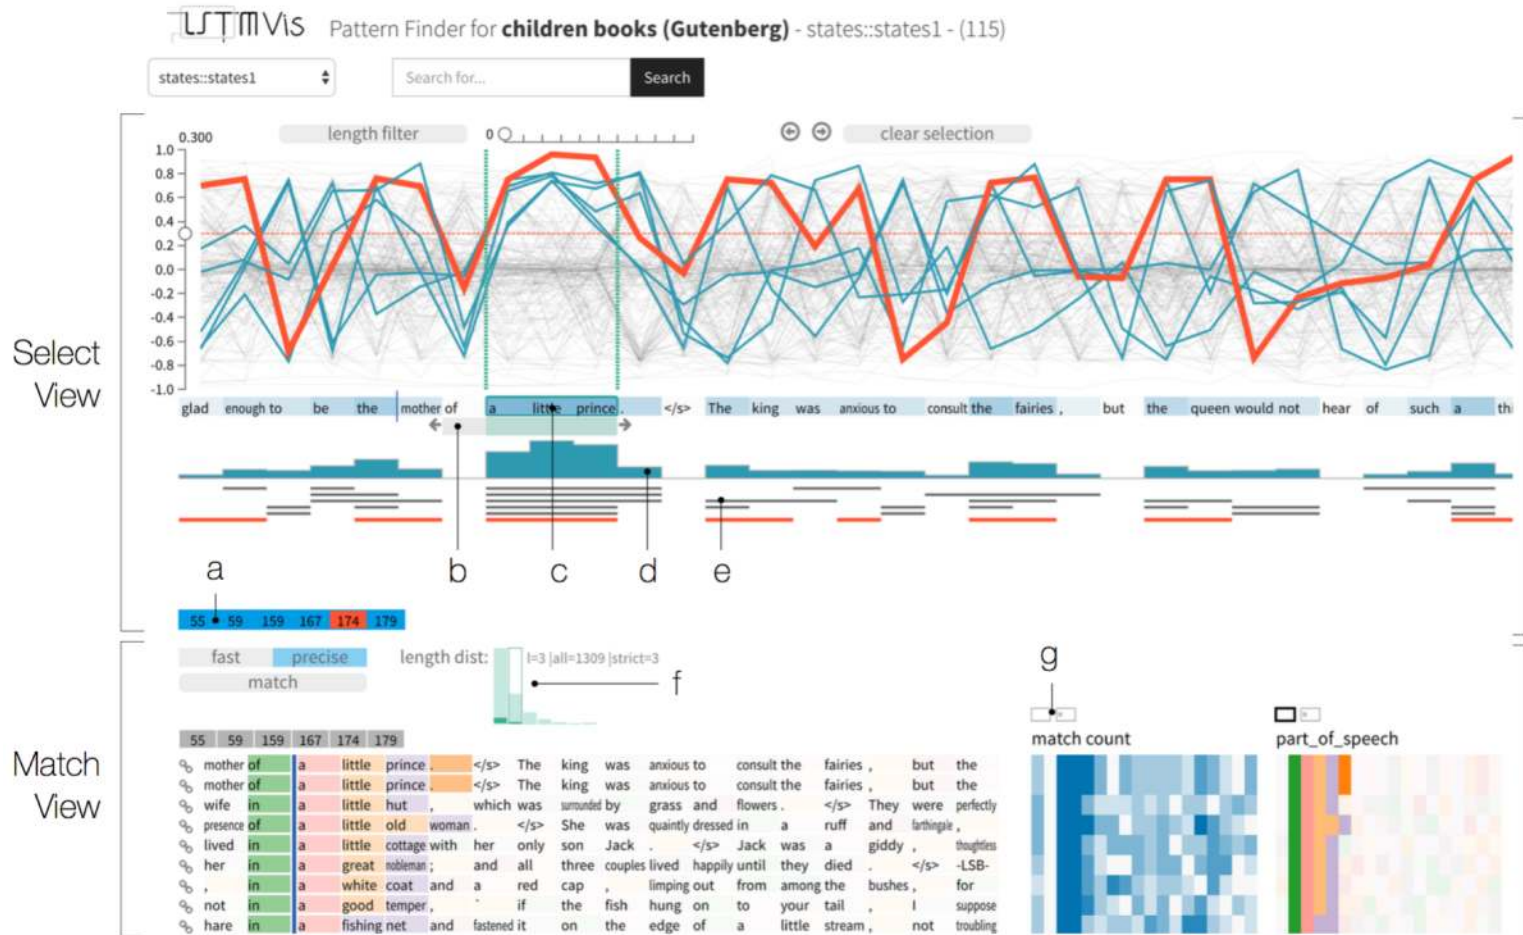 LSTMVis Pattern Finder for children books (Gutenberg) - states::states1 - (115)
states::states1 Search for... Search
0.300 length filter 0 clear selection
1.0
0.8
0.6
0.4
0.2
0.0
-0.2
-0.4
-0.6
-0.8
-1.0
Select
View
glad enough to be the mother of a little prince . </s> The king was anxious to consult the fairies , but the queen would not hear of such a thi
a b c d e
55 59 159 167 174 179
fast precise length dist: l=3 |all=1309 |strict=3
match f g
Match
View
55 59 159 167 174 179
match count part_of_speech
mother of a little prince . </s> The king was anxious to consult the fairies , but the
mother of a little prince . </s> The king was anxious to consult the fairies , but the
wife in a little hut , which was surrounded by grass and flowers . </s> They were perfectly
presence of a little old woman . </s> She was quaintly dressed in a ruff and farthingale ,
lived in a little cottage with her only son Jack . </s> Jack was a giddy , thoughtless
her in a great nobleman ; and all three couples lived happily until they died . </s> -LSB-
, in a white coat and a red cap , limping out from among the bushes , for
not in a good temper , ` if the fish hung on to your tail , I suppose
hare in a fishing net and fastened it on the edge of a little stream , not troubling